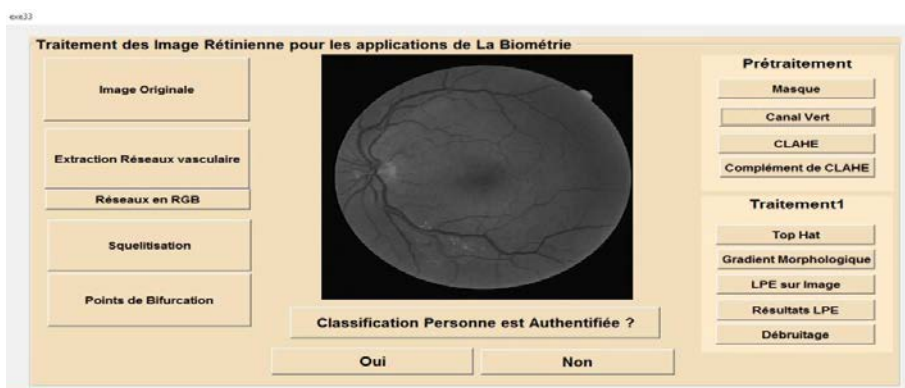 exe33
Traitement des Image Rétinienne pour les applications de La Biométrie
Image Originale
Extraction Réseaux vasculaire
Réseaux en RGB
Squelitisation
Points de Bifurcation
Classification Personne est Authentifiée ?
Oui
Non
Prétraitement
Masque
Canal Vert
CLAHE
Complément de CLAHE
Traitement1
Top Hat
Gradient Morphologique
LPE sur Image
Résultats LPE
Débruitage